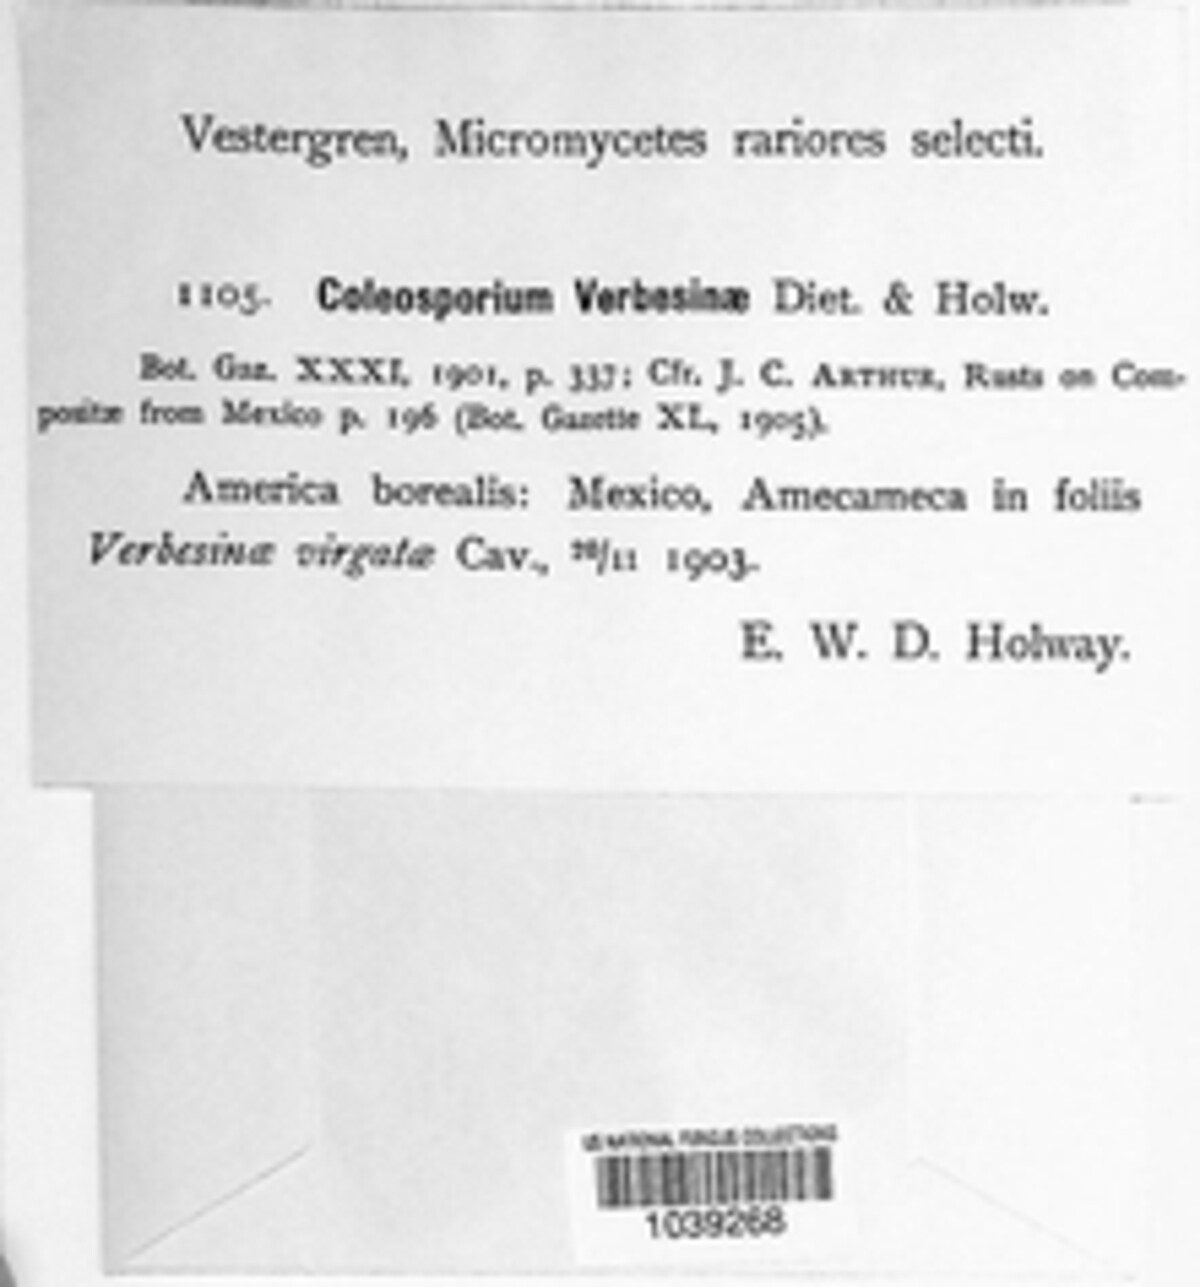 Vestergren, Micromycetes rariores selecti.
1105. Coleosporium Verbesinæ Diet. & Holw.
Bot. Gaz. XXXI, 1901, p. 337; Cfr. J. C. ARTHUR, Rusts on Com-
positæ from Mexico p. 196 (Bot. Gazette XL, 1905).
America borealis: Mexico, Amecameca in foliis
Verbesinæ virgatæ Cav., 20/11 1903.
E. W. D. Holway.
US NATIONAL FUNGUS COLLECTIONS
1039268